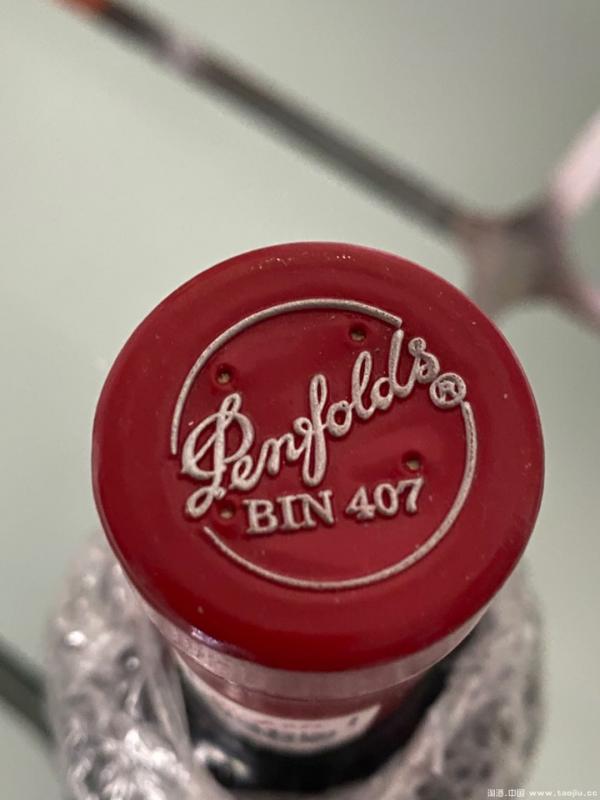 Penfolds®
BIN 407
淘酒.中国 www.taojiu.cc